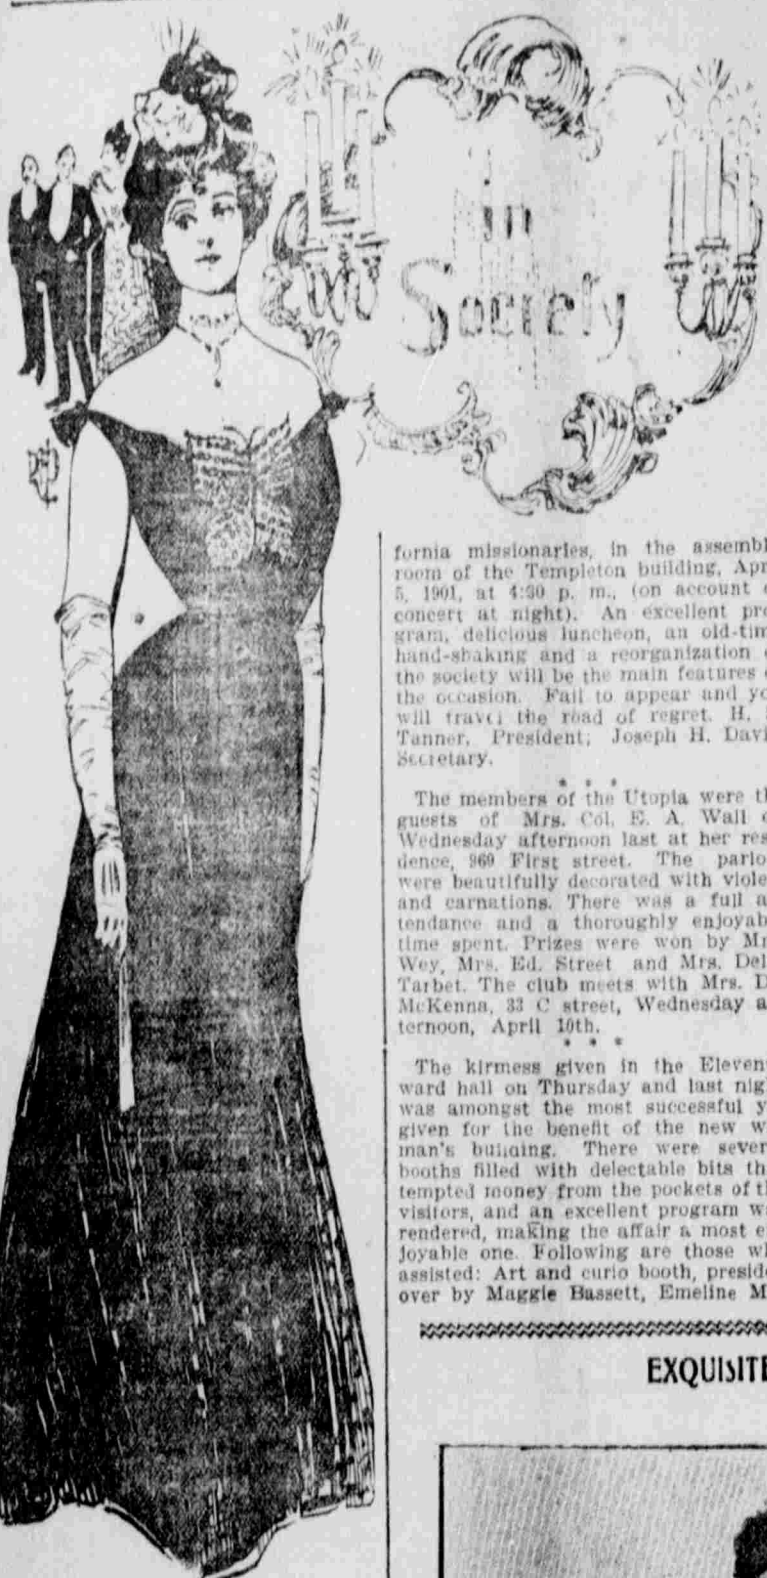 in
Society
fornia missionaries, in the assembl
room of the Templeton building, Apr
5, 1901, at 4:30 p. m., (on account
concert at night). An excellent pro
gram, delicious luncheon, an old-tim
hand-shaking and a reorganization
the society will be the main features
the occasion. Fail to appear and yo
will travel the road of regret. H.
Tanner, President; Joseph H. Davi
Secretary.
* * *
The members of the Utopia were th
guests of Mrs. Col. E. A. Wall
Wednesday afternoon last at her resi
dence, 960 First street. The parlo
were beautifully decorated with viole
and carnations. There was a full at
tendance and a thoroughly enjoyab
time spent. Prizes were won by Mr
Wey, Mrs. Ed. Street and Mrs. Del
Tarbet. The club meets with Mrs. D
McKenna, 33 C street, Wednesday a
ternoon, April 10th.
* * *
The kirmess given in the Eleven
ward hall on Thursday and last nig
was amongst the most successful y
given for the benefit of the new w
man's building. There were sever
booths filled with delectable bits th
tempted money from the pockets of th
visitors, and an excellent program w
rendered, making the affair a most e
joyable one. Following are those wh
assisted: Art and curio booth, preside
over by Maggie Bassett, Emeline M
EXQUISITE